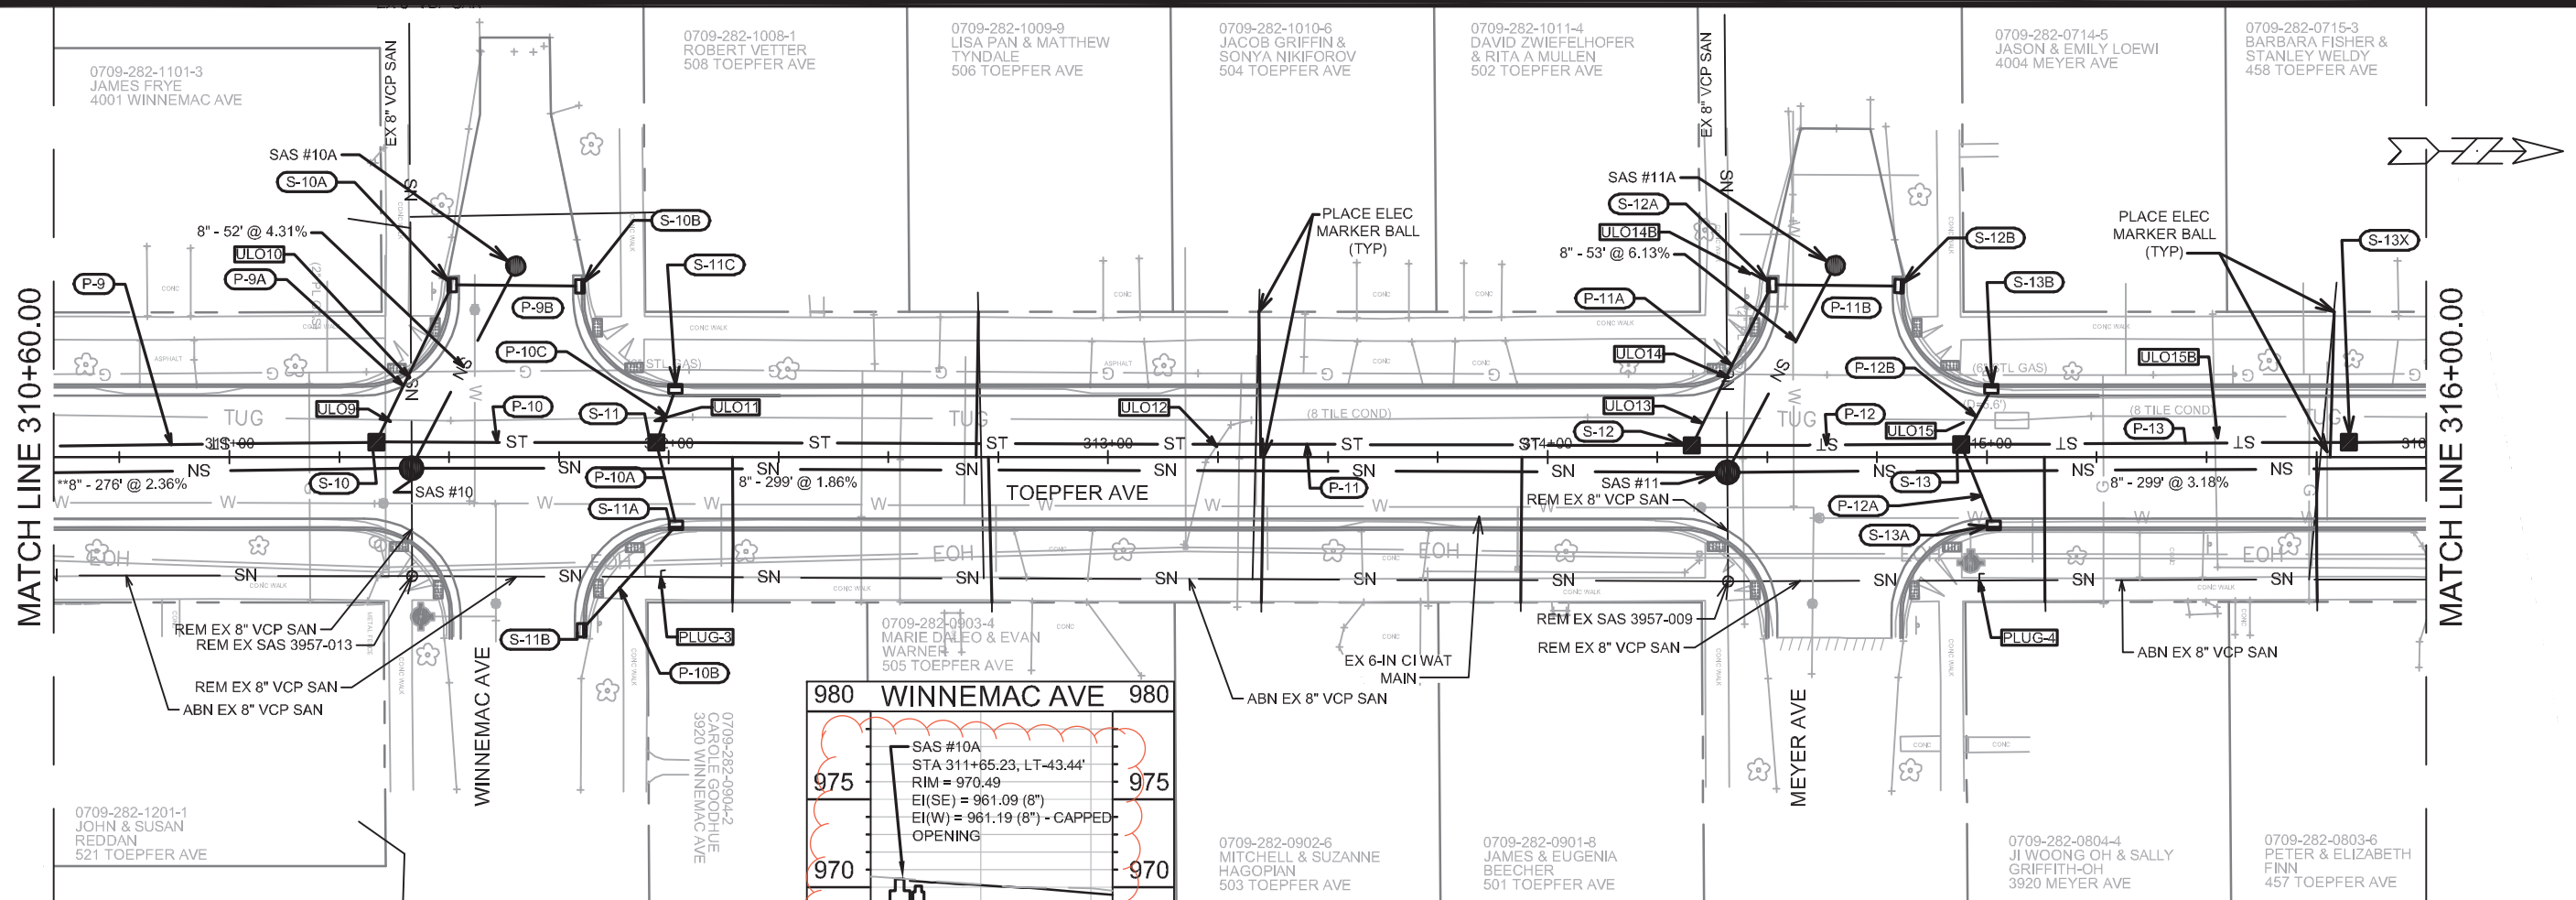 0709-282-1101-3
JAMES FRYE
4001 WINNEMAC AVE
EX 8" VCP SAN
0709-282-1008-1
ROBERT VETTER
508 TOEPFER AVE
0709-282-1009-9
LISA PAN & MATTHEW
TYNDALE
506 TOEPFER AVE
0709-282-1010-6
JACOB GRIFFIN &
SONYA NIKIFOROV
504 TOEPFER AVE
0709-282-1011-4
DAVID ZWIEFELHOFER
& RITA A MULLEN
502 TOEPFER AVE
EX 8" VCP SAN
0709-282-0714-5
JASON & EMILY LOEWI
4004 MEYER AVE
0709-282-0715-3
BARBARA FISHER &
STANLEY WELDY
458 TOEPFER AVE
SAS #10A
S-10A
8" - 52' @ 4.31%
ULO10
P-9A
P-9
S-10B
S-11C
P-9B
P-10C
ULO9
P-10
S-11
ULO11
PLACE ELEC
MARKER BALL
(TYP)
ULO12
SAS #11A
S-12A
ULO14B
8" - 53' @ 6.13%
P-11A
ULO14
ULO13
S-12
S-12B
P-11B
S-13B
P-12B
P-12
ULO15
PLACE ELEC
MARKER BALL
(TYP)
S-13X
ULO15B
P-13
MATCH LINE 310+60.00
MATCH LINE 316+00.00
TUG
TUG
(8 TILE COND)
TUG
(8 TILE COND)
TUG
ST
ST
ST
313+00
ST
ST
ST
ST
ST
SN
SN
SN
SN
SN
SN
SN
SN
SN
**8" - 276' @ 2.36%
S-10
SAS #10
P-10A
S-11A
8" - 299' @ 1.86%
TOEPFER AVE
P-11
SAS #11
REM EX 8" VCP SAN
S-13
P-12A
S-13A
8" - 299' @ 3.18%
EOH
EOH
EOH
EOH
SN
SN
SN
SN
SN
SN
SN
SN
SN
SN
REM EX 8" VCP SAN
REM EX SAS 3957-013
REM EX 8" VCP SAN
ABN EX 8" VCP SAN
S-11B
PLUG-3
P-10B
WINNEMAC AVE
0709-282-0904-2
CAROLE GOODHUE
3920 WINNEMAC AVE
0709-282-0903-4
MARIE DALEO & EVAN
WARNER
505 TOEPFER AVE
ABN EX 8" VCP SAN
EX 6-IN CI WAT
MAIN
REM EX SAS 3957-009
REM EX 8" VCP SAN
MEYER AVE
PLUG-4
ABN EX 8" VCP SAN
980 WINNEMAC AVE 980
SAS #10A
STA 311+65.23, LT-43.44'
RIM = 970.49
EI(SE) = 961.09 (8")
EI(W) = 961.19 (8") - CAPPED
OPENING
975 975
970 970
0709-282-1201-1
JOHN & SUSAN
REDDAN
521 TOEPFER AVE
0709-282-0902-6
MITCHELL & SUZANNE
HAGOPIAN
503 TOEPFER AVE
0709-282-0901-8
JAMES & EUGENIA
BEECHER
501 TOEPFER AVE
0709-282-0804-4
JI WOONG OH & SALLY
GRIFFITH-OH
3920 MEYER AVE
0709-282-0803-6
PETER & ELIZABETH
FINN
457 TOEPFER AVE